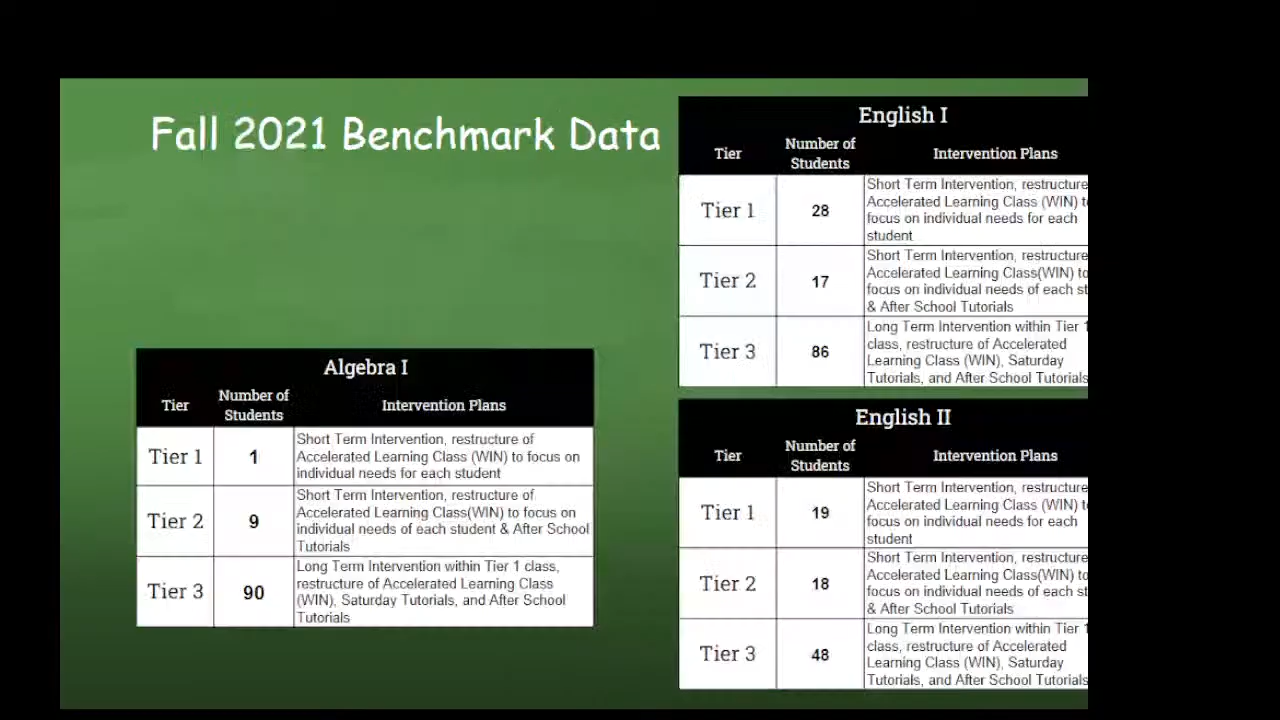 Fall 2021 Benchmark Data
English I
Tier
Number of
Students
Intervention Plans
Tier 1
28
Short Term Intervention, restructure
Accelerated Learning Class (WIN)
focus on individual needs for each
student
Tier 2
17
Short Term Intervention, restructure
Accelerated Learning Class(WIN) to
focus on individual needs of each
& After School Tutorials
Tier 3
86
Long Term Intervention within Tier 1
class, restructure of Accelerated
Learning Class (WIN), Saturday
Tutorials, and After School Tutorials
Algebra I
Tier
Number of
Students
Intervention Plans
Tier 1
1
Short Term Intervention, restructure of
Accelerated Learning Class (WIN) to focus on
individual needs for each student
Tier 2
9
Short Term Intervention, restructure of
Accelerated Learning Class(WIN) to focus on
individual needs of each student & After School
Tutorials
Tier 3
90
Long Term Intervention within Tier 1 class,
restructure of Accelerated Learning Class
(WIN), Saturday Tutorials, and After School
Tutorials
English II
Tier
Number of
Students
Intervention Plans
Tier 1
19
Short Term Intervention, restructure
Accelerated Learning Class (WIN)
focus on individual needs for each
student
Tier 2
18
Short Term Intervention, restructure
Accelerated Learning Class(WIN) to
focus on individual needs of each
& After School Tutorials
Tier 3
48
Long Term Intervention within Tier 1
class, restructure of Accelerated
Learning Class (WIN), Saturday
Tutorials, and After School Tutorials